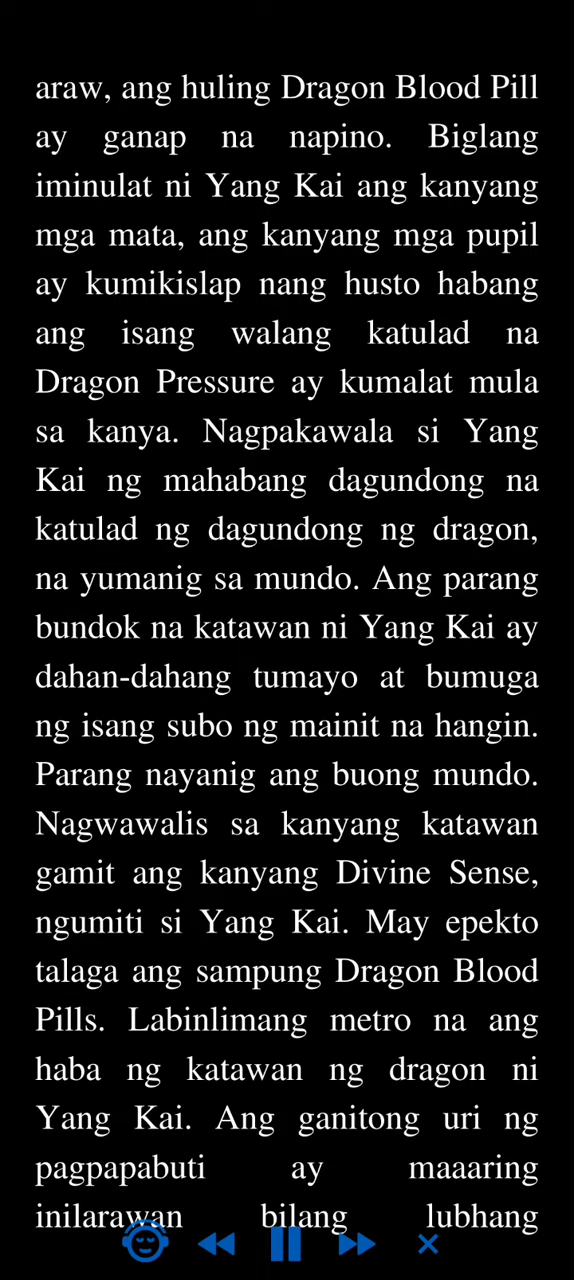 araw, ang huling Dragon Blood Pill
ay ganap na napino. Biglang
iminulat ni Yang Kai ang kanyang
mga mata, ang kanyang mga pupil
ay kumikislap nang husto habang
ang isang walang katulad na
Dragon Pressure ay kumalat mula
sa kanya. Nagpakawala si Yang
Kai ng mahabang dagundong na
katulad ng dagundong ng dragon,
na yumanig sa mundo. Ang parang
bundok na katawan ni Yang Kai ay
dahan-dahang tumayo at bumuga
ng isang subo ng mainit na hangin.
Parang nayanig ang buong mundo.
Nagwawalis sa kanyang katawan
gamit ang kanyang Divine Sense,
ngumiti si Yang Kai. May epekto
talaga ang sampung Dragon Blood
Pills. Labinlimang metro na ang
haba ng katawan ng dragon ni
Yang Kai. Ang ganitong uri ng
pagpapabuti ay maaaring
inilarawan bilang lubhang